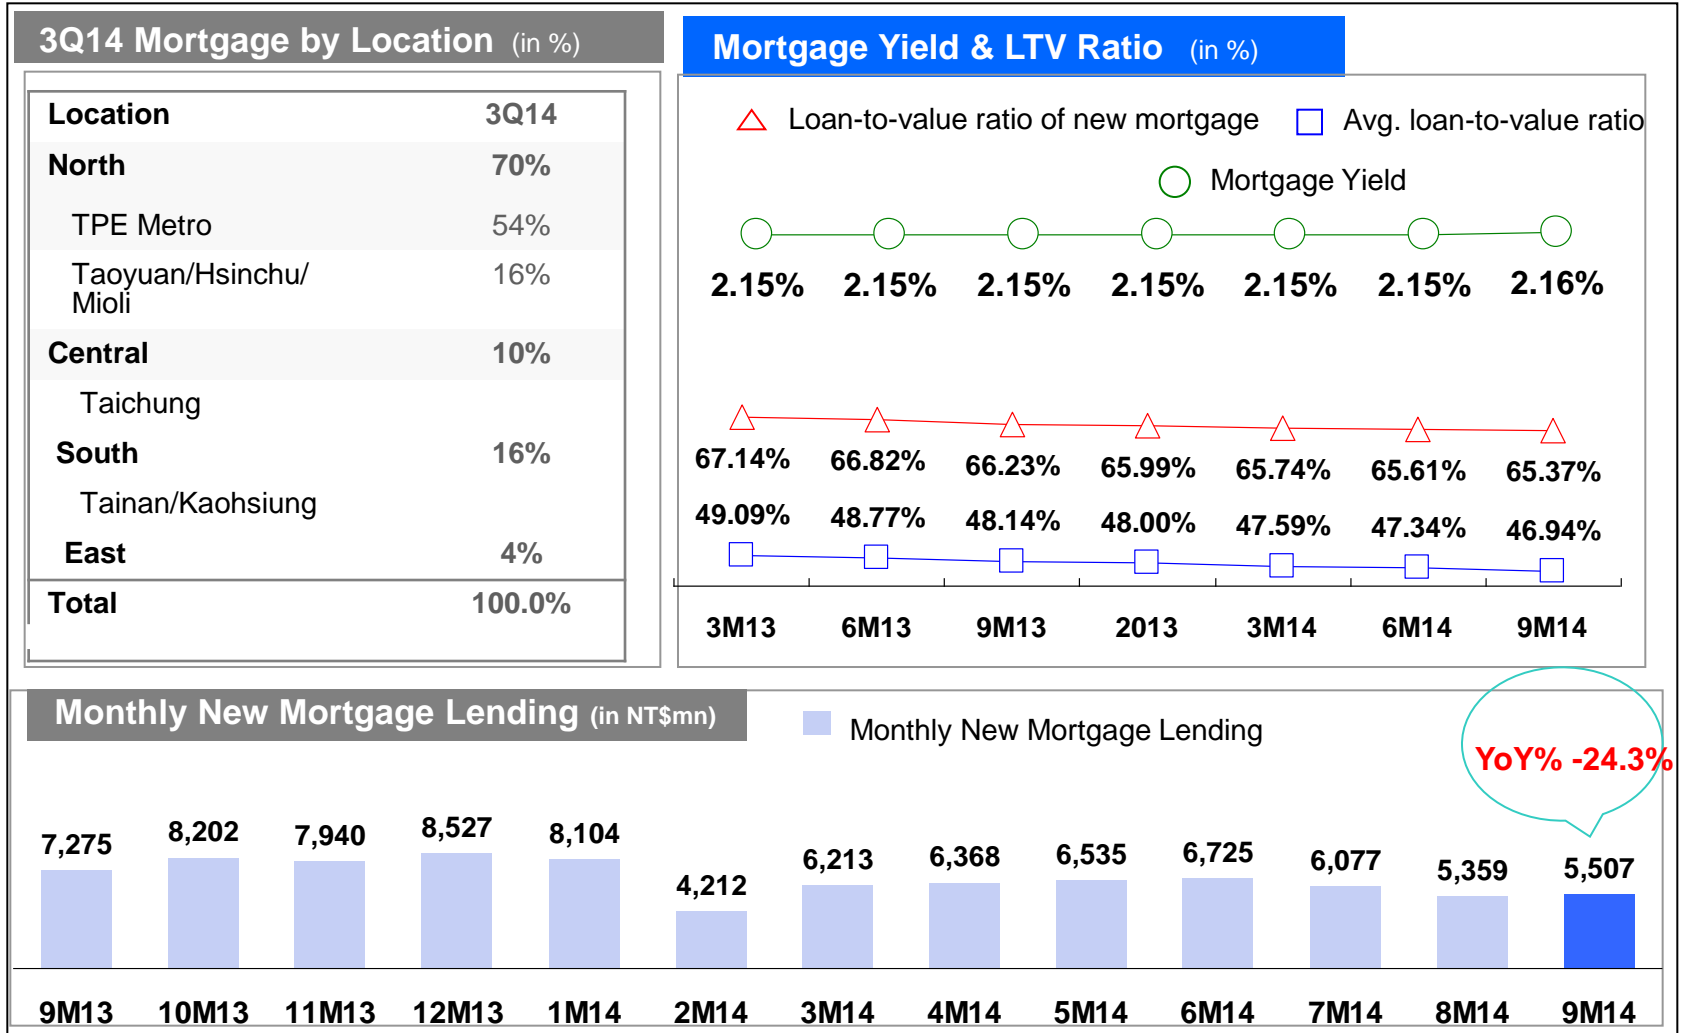 3Q14 Mortgage by Location (in %)
Location 3Q14
North 70%
TPE Metro 54%
Taoyuan/Hsinchu/ 16%
Mioli
Central 10%
Taichung
South 16%
Tainan/Kaohsiung
East 4%
Total 100.0%
Mortgage Yield & LTV Ratio (in %)
Loan-to-value ratio of new mortgage Avg. loan-to-value ratio
Mortgage Yield
2.15% 2.15% 2.15% 2.15% 2.15% 2.15% 2.16%
67.14% 66.82% 66.23% 65.99% 65.74% 65.61% 65.37%
49.09% 48.77% 48.14% 48.00% 47.59% 47.34% 46.94%
3M13 6M13 9M13 2013 3M14 6M14 9M14
Monthly New Mortgage Lending (in NT$mn)
Monthly New Mortgage Lending
YoY% -24.3%
7,275 8,202 7,940 8,527 8,104 4,212 6,213 6,368 6,535 6,725 6,077 5,359 5,507
9M13 10M13 11M13 12M13 1M14 2M14 3M14 4M14 5M14 6M14 7M14 8M14 9M14